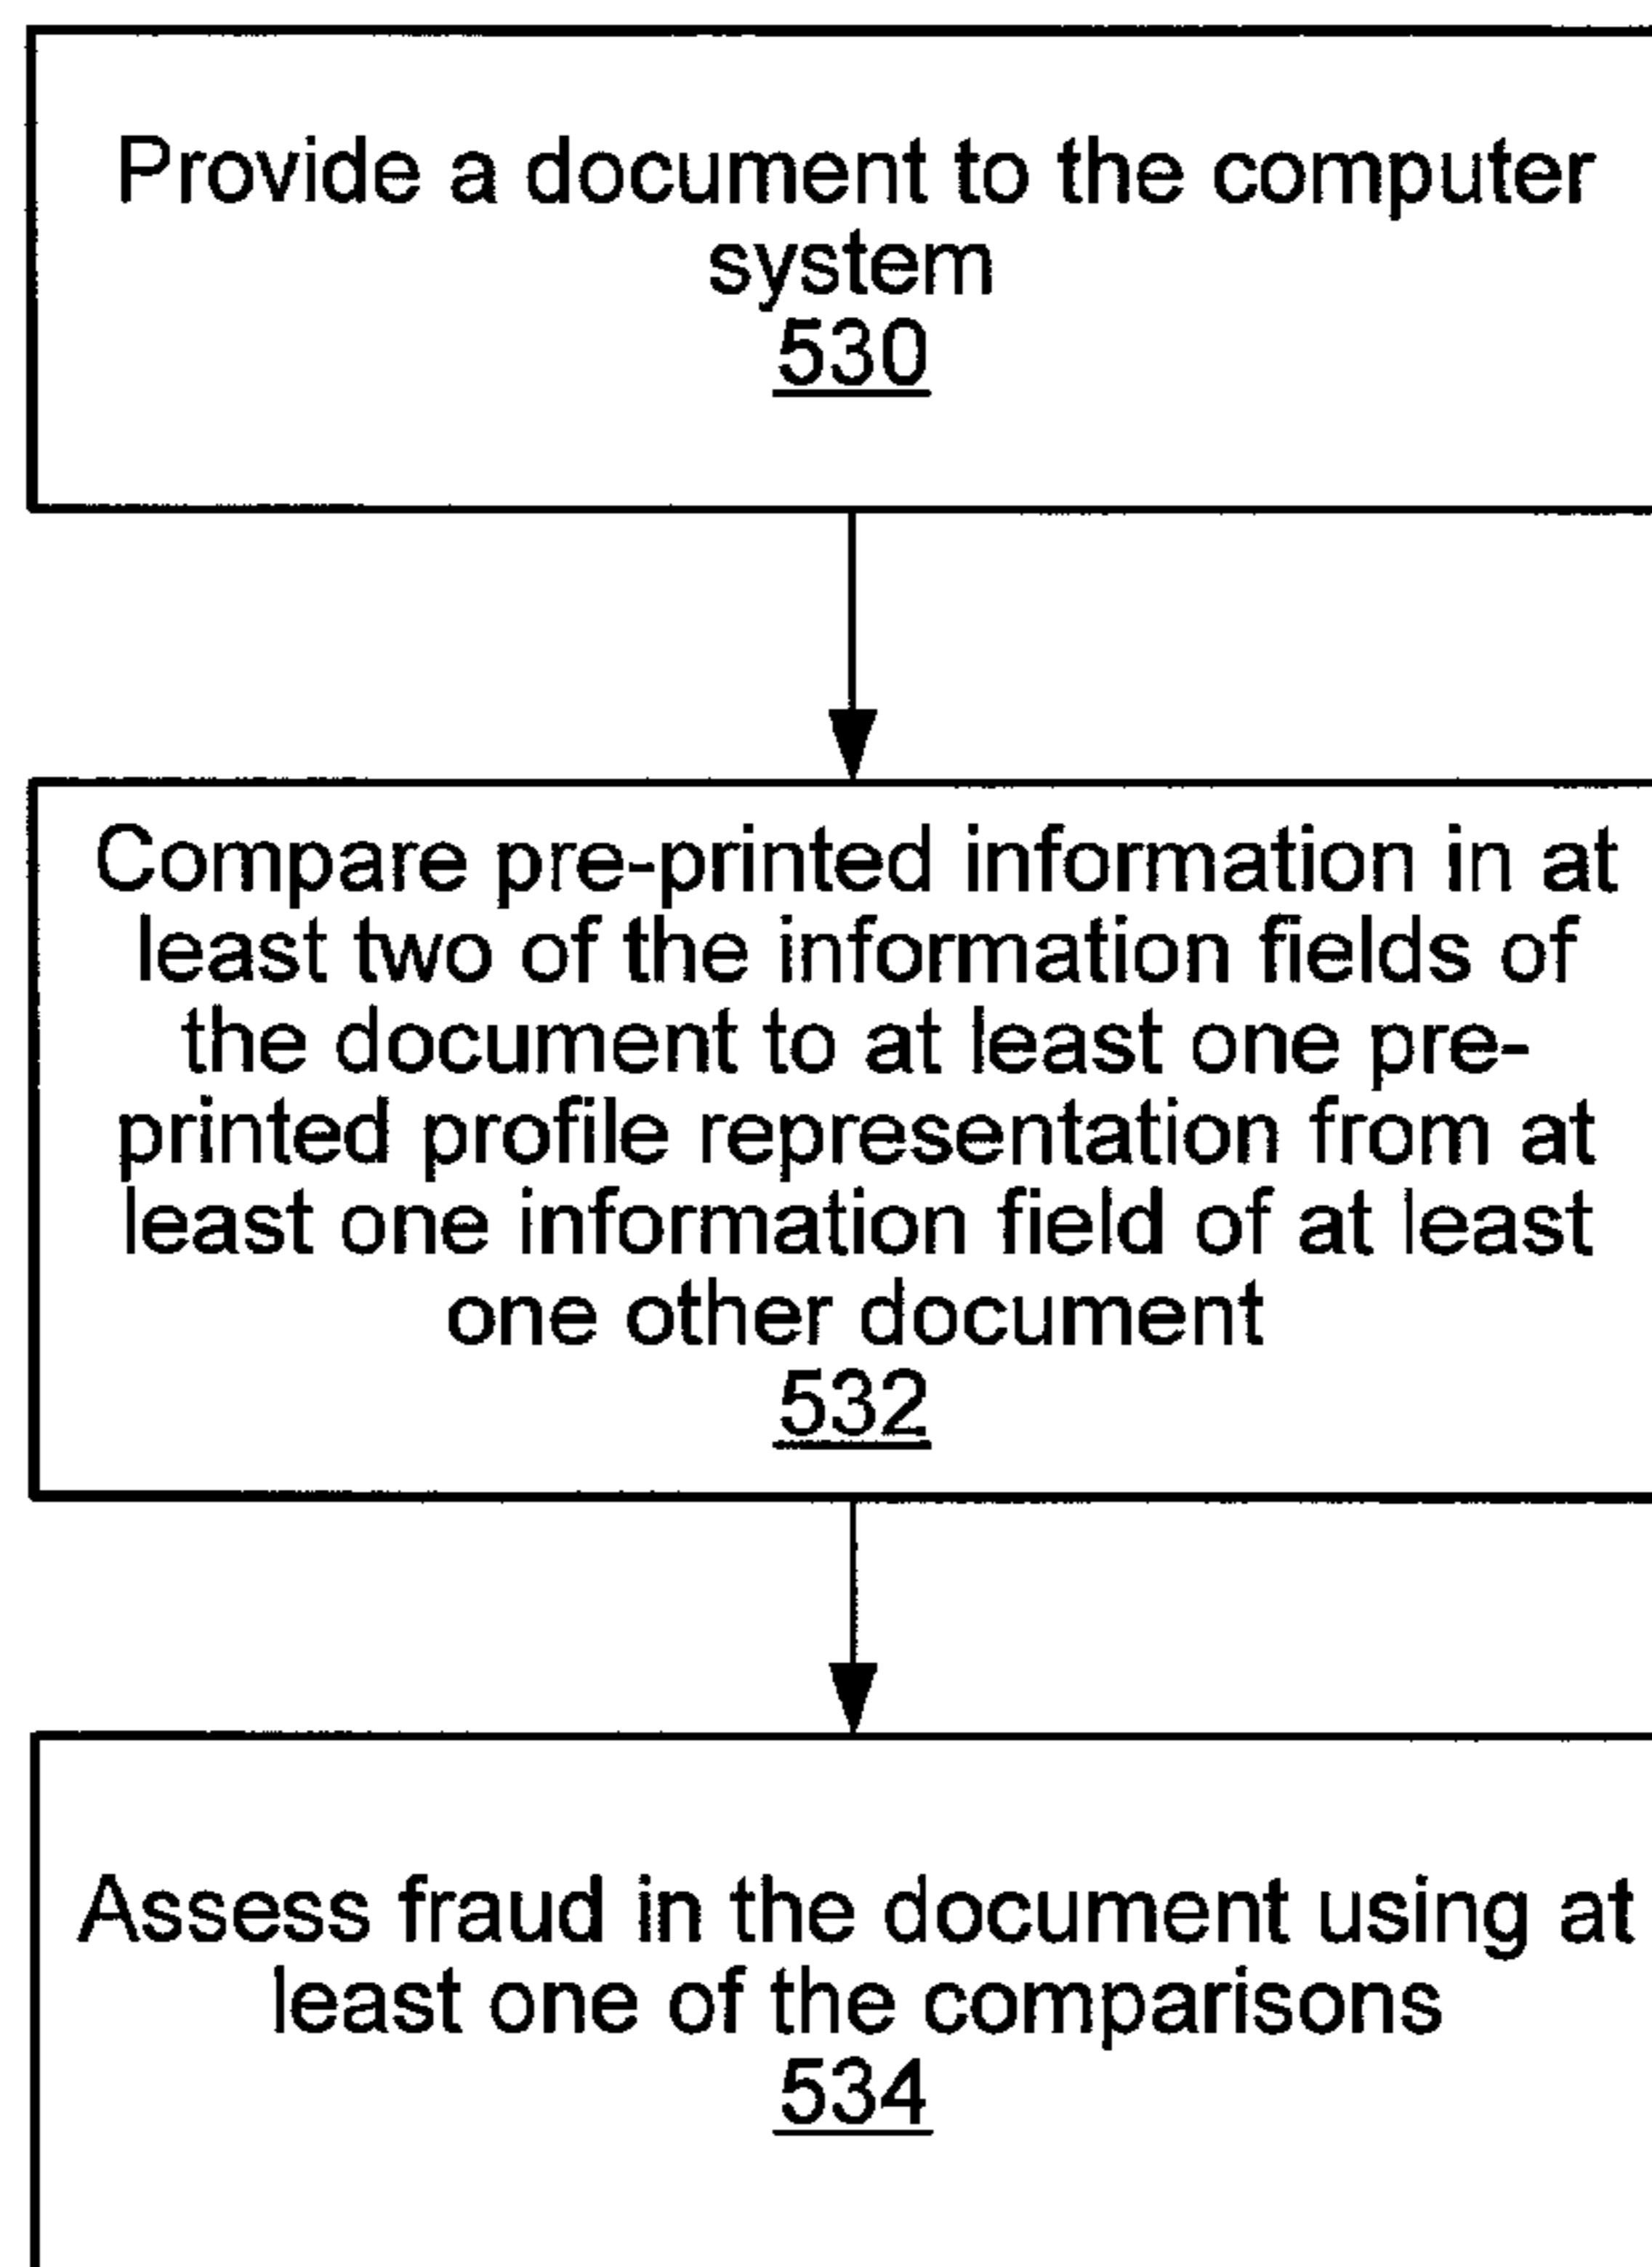 Provide a document to the computer
system
530
Compare pre-printed information in at
least two of the information fields of
the document to at least one pre-
printed profile representation from at
least one information field of at least
one other document
532
Assess fraud in the document using at
least one of the comparisons
534